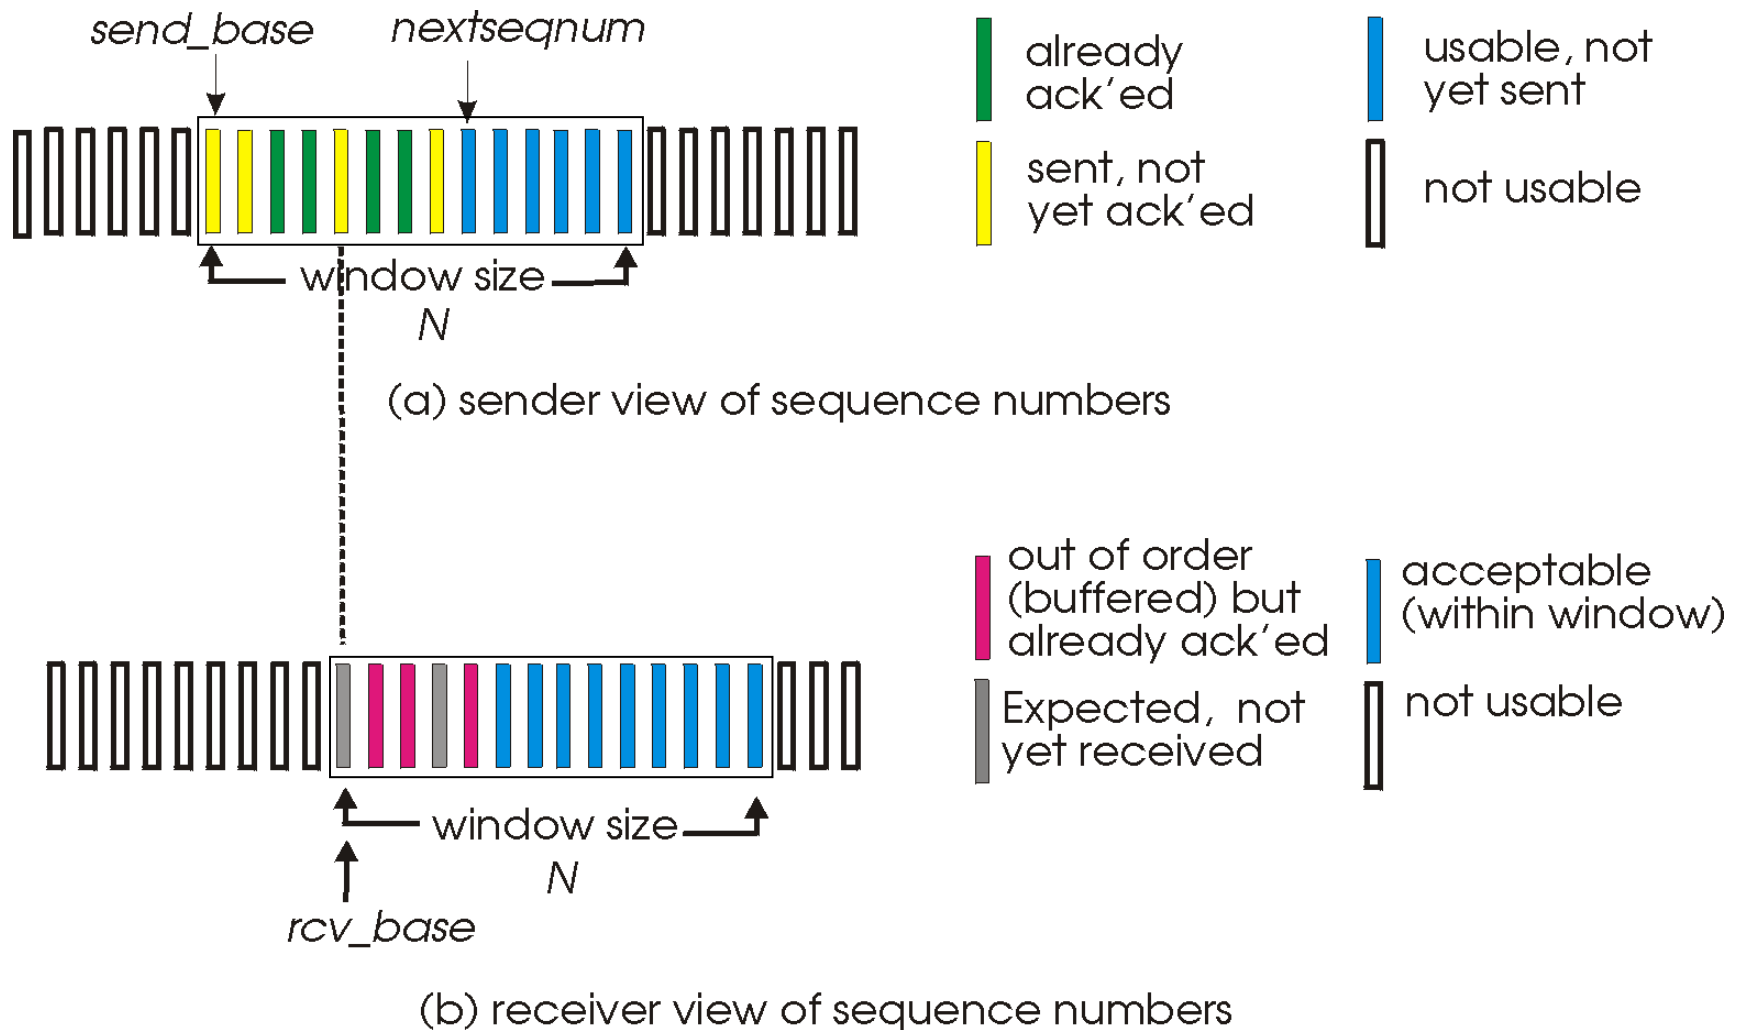 send_base
nextseqnum
already
ack'ed
usable, not
yet sent
sent, not
yet ack'ed
not usable
window size
N
(a) sender view of sequence numbers
out of order
(buffered) but
already ack'ed
acceptable
(within window)
Expected, not
yet received
not usable
window size
N
rcv_base
(b) receiver view of sequence numbers